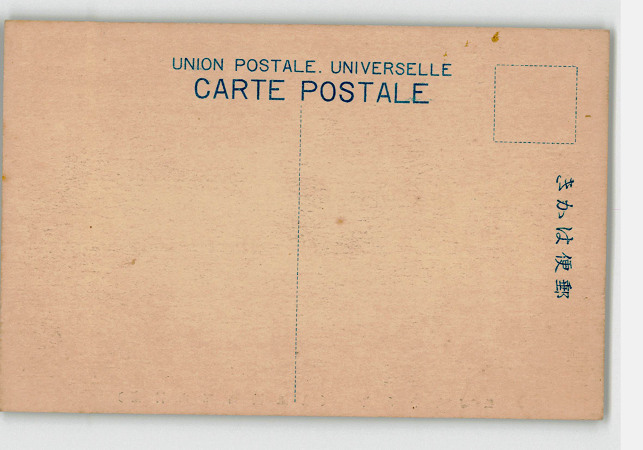 UNION POSTALE. UNIVERSELLE
CARTE POSTALE
郵便はかき